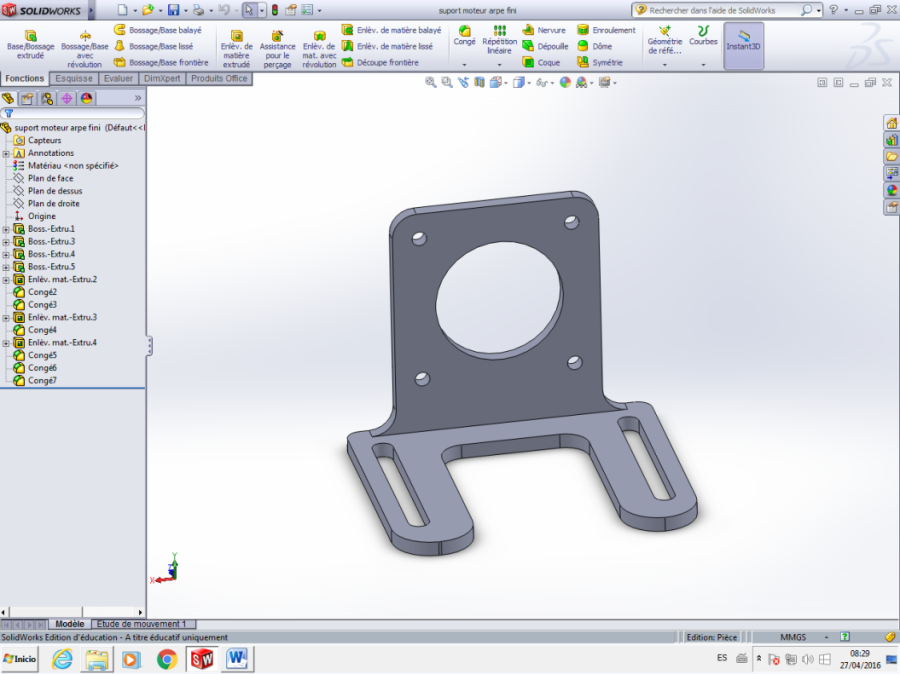 SOLIDWORKS
suport moteur arpe fini
Rechercher dans l'aide de SolidWorks
Base/Bossage extrudé
Bossage/Base avec révolution
Bossage/Base balayé
Bossage/Base lissé
Bossage/Base frontière
Enlèv. de matière extrudé
Assistance pour le perçage
Enlèv. de mat. avec révolution
Enlèv. de matière balayé
Enlèv. de matière lissé
Découpe frontière
Congé
Répétition linéaire
Nervure
Dépouille
Coque
Enroulement
Dôme
Symétrie
Géométrie de réfé...
Courbes
Instant3D
Fonctions Esquisse Évaluer DimXpert Produits Office
suport moteur arpe fini (Défaut<<
Capteurs
Annotations
Matériau <non spécifié>
Plan de face
Plan de dessus
Plan de droite
Origine
Boss.-Extru.1
Boss.-Extru.3
Boss.-Extru.4
Boss.-Extru.5
Enlèv. mat.-Extru.2
Congé2
Congé3
Enlèv. mat.-Extru.3
Congé4
Enlèv. mat.-Extru.4
Congé5
Congé6
Congé7
Y
X
Modèle Etude de mouvement 1
SolidWorks Edition d'éducation - A titre éducatif uniquement
Edition: Pièce MMGS
Inicio
ES
08:29
27/04/2016